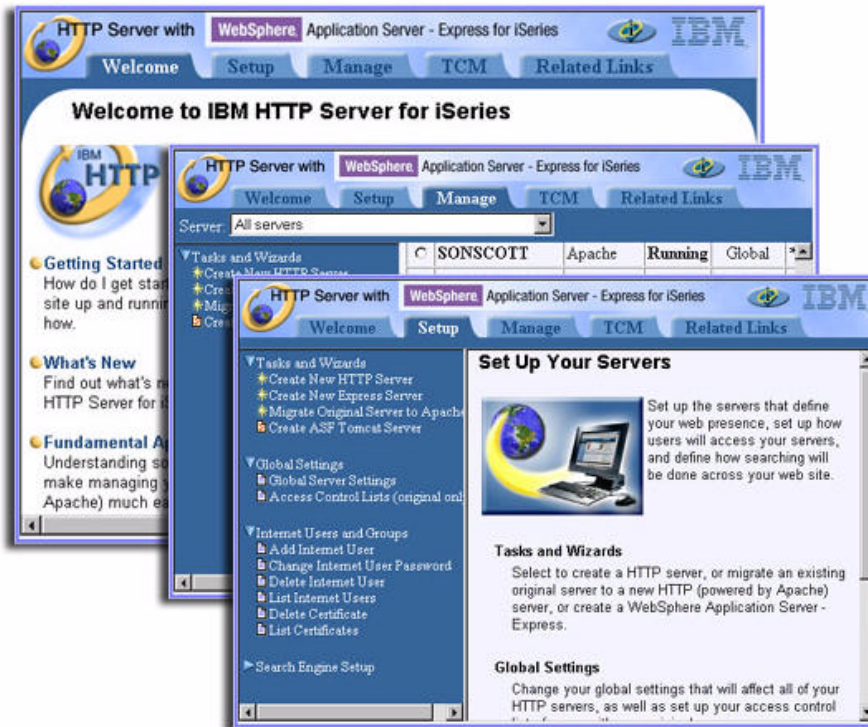 HTTP Server with WebSphere Application Server - Express for iSeries IBM
Welcome Setup Manage TCM Related Links
Welcome to IBM HTTP Server for iSeries
IBM
HTTP
Getting Started
How do I get
site up and
how.
What's New
Find out what's
HTTP Server for
Fundamental
Understanding
make managing
Apache) much
HTTP Server with WebSphere Application Server - Express for iSeries IBM
Welcome Setup Manage TCM Related Links
Server: All servers
Tasks and Wizards
Create New HTTP Server
SONSCOTT Apache Running Global *
HTTP Server with WebSphere Application Server - Express for iSeries IBM
Welcome Setup Manage TCM Related Links
Tasks and Wizards
Create New HTTP Server
Create New Express Server
Migrate Original Server to Apache
Create ASF Tomcat Server
Global Settings
Global Server Settings
Access Control Lists (original only
Internet Users and Groups
Add Internet User
Change Internet User Password
Delete Internet User
List Internet Users
Delete Certificate
List Certificates
Search Engine Setup
Set Up Your Servers
Set up the servers that define
your web presence, set up how
users will access your servers,
and define how searching will
be done across your web site.
Tasks and Wizards
Select to create a HTTP server, or migrate an existing
original server to a new HTTP (powered by Apache)
server, or create a WebSphere Application Server -
Express.
Global Settings
Change your global settings that will affect all of your
HTTP servers, as well as set up your access control